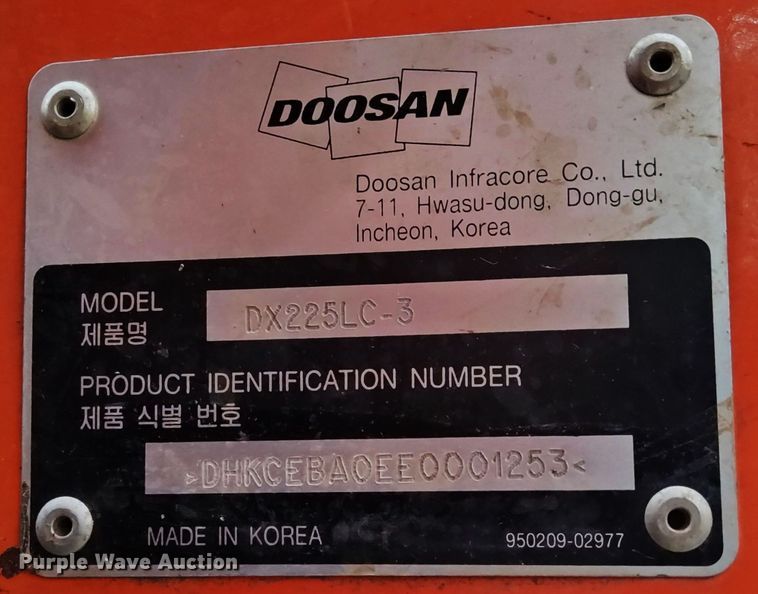 DOOSAN
Doosan Infracore Co., Ltd.
7-11, Hwasu-dong, Dong-gu,
Incheon, Korea
MODEL
제품명
DX225LC-3
PRODUCT IDENTIFICATION NUMBER
제품 식별 번호
>DHKCEBAOEE0001253<
MADE IN KOREA
950209-02977
Purple Wave Auction